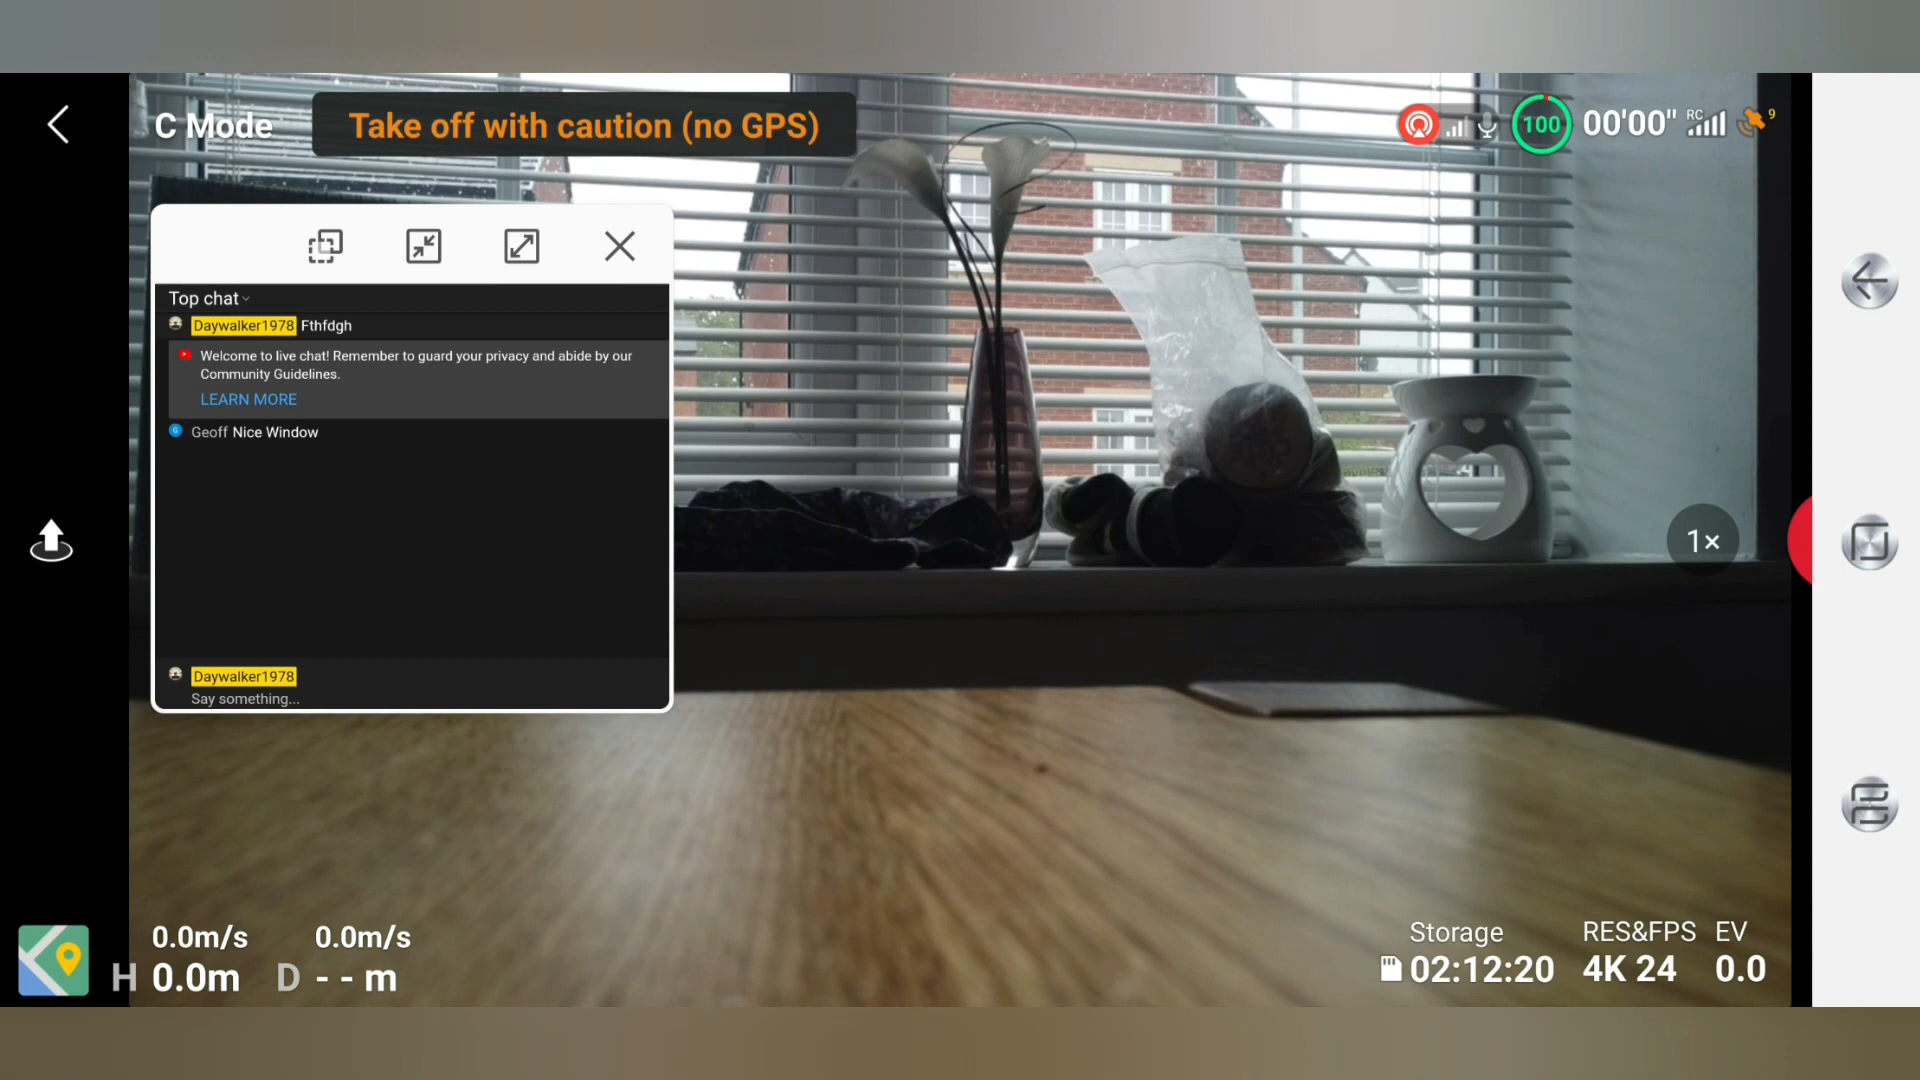 C Mode
Take off with caution (no GPS)
100
00'00"
RC
9
Top chat
Daywalker1978 Fthfdgh
Welcome to live chat! Remember to guard your privacy and abide by our
Community Guidelines.
LEARN MORE
G
Geoff Nice Window
Daywalker1978
Say something...
1×
0.0m/s 0.0m/s
H 0.0m D - - m
Storage RES&FPS EV
02:12:20 4K 24 0.0